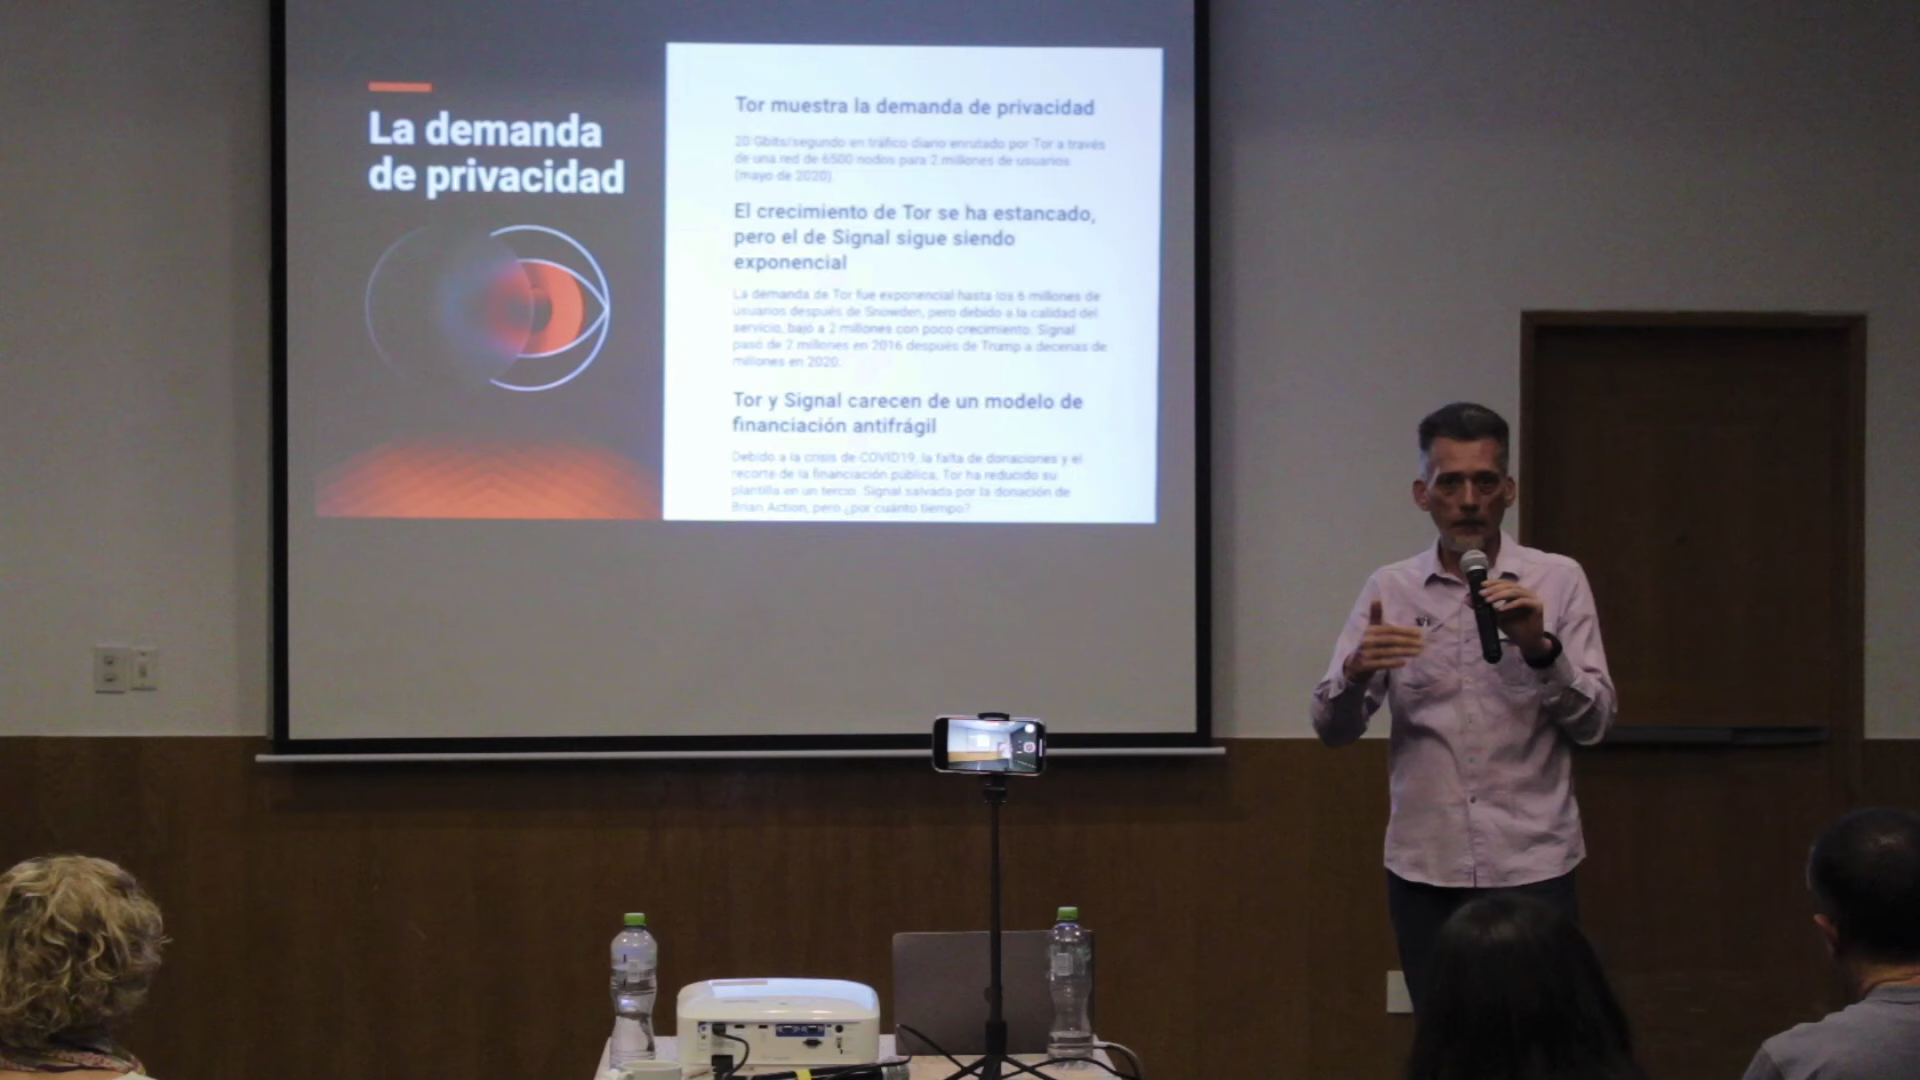 La demanda
de privacidad
Tor muestra la demanda de privacidad
20 Gbits/segundo en tráfico diario enrutado por Tor a través
de una red de 6500 nodos para 2 millones de usuarios
(mayo de 2020).
El crecimiento de Tor se ha estancado,
pero el de Signal sigue siendo
exponencial
La demanda de Tor fue exponencial hasta los 6 millones de
usuarios después de Snowden, pero debido a la calidad del
servicio, bajó a 2 millones con poco crecimiento. Signal
pasó de 2 millones en 2016 después de Trump a decenas de
millones en 2020.
Tor y Signal carecen de un modelo de
financiación antifrágil
Debido a la crisis de COVID19, la falta de donaciones y el
recorte de la financiación pública, Tor ha reducido su
plantilla en un tercio. Signal salvada por la donación de
Brian Action, pero ¿por cuánto tiempo?